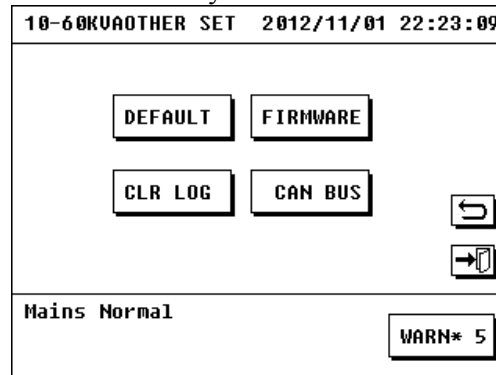 10-60KVAOTHER SET 2012/11/01 22:23:09
DEFAULT FIRMWARE
CLR LOG CAN BUS
Mains Normal
WARN* 5